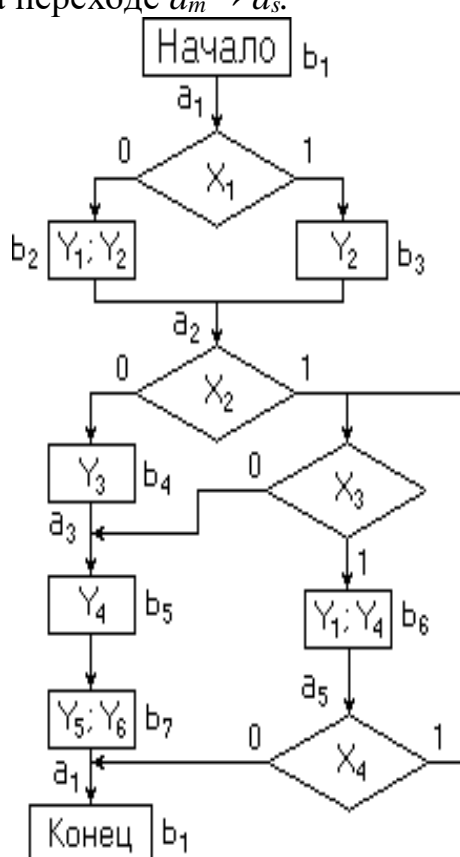 а переходе aₘ → aₛ.
Начало b₁
a₁
0 X₁ 1
b₂ Y₁; Y₂ Y₂ b₃
a₂
0 X₂ 1
Y₃ b₄ 0 X₃
a₃ 1
Y₄ b₅ Y₁; Y₄ b₆
a₅
Y₅; Y₆ b₇ 0 X₄ 1
a₁
Конец b₁